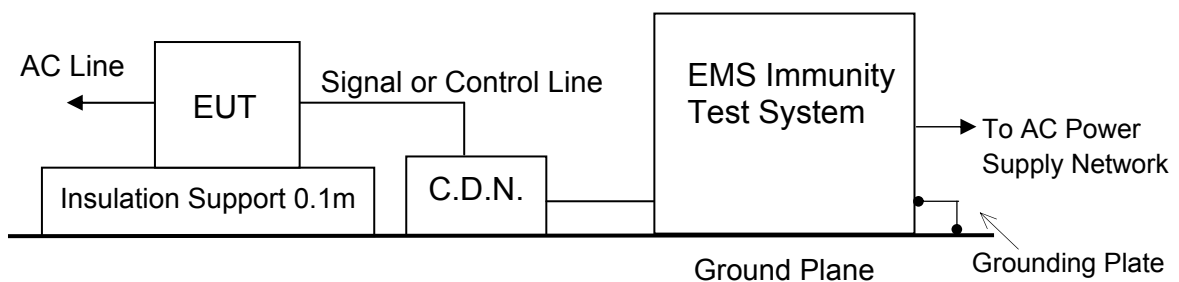 AC Line
EUT
Signal or Control Line
EMS Immunity
Test System
To AC Power
Supply Network
Insulation Support 0.1m
C.D.N.
Ground Plane
Grounding Plate